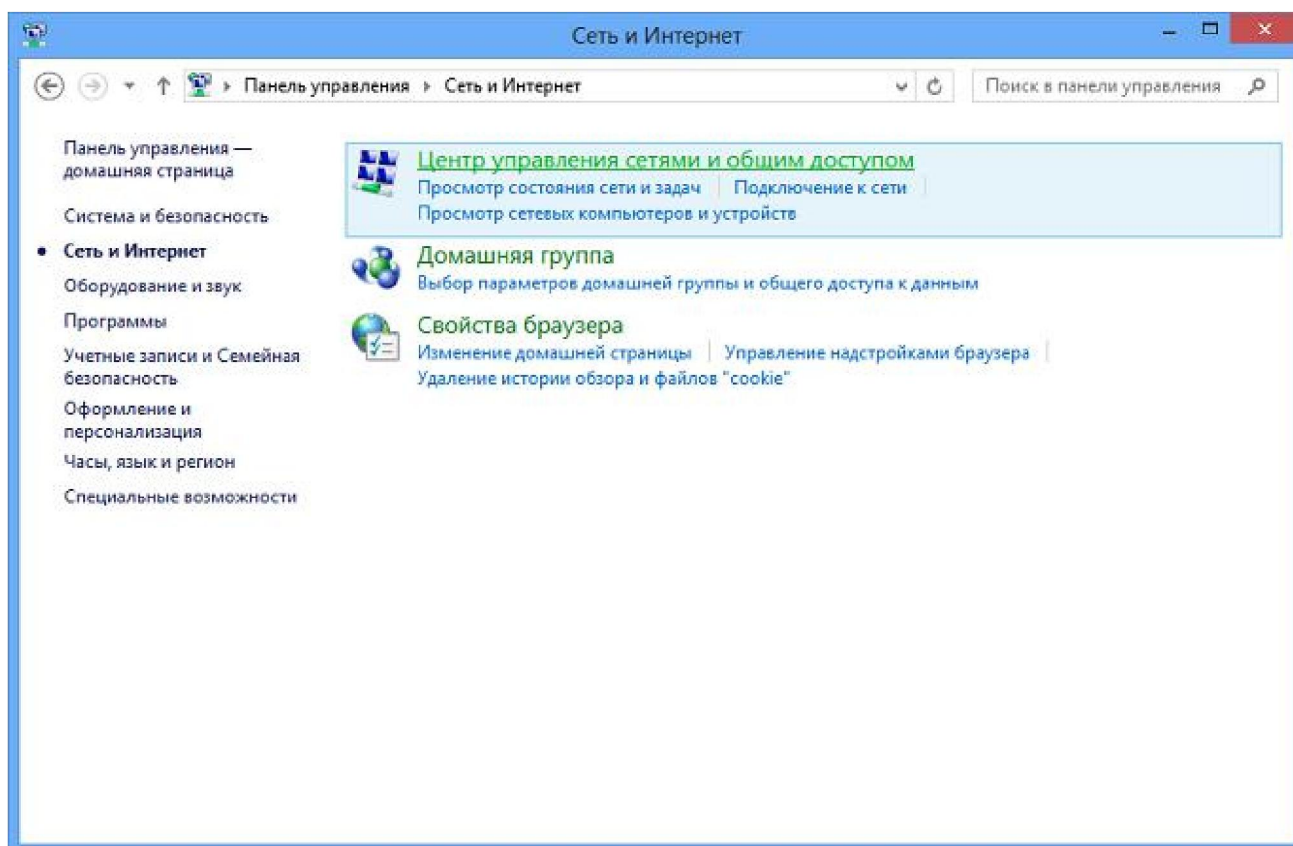 Сеть и Интернет
Панель управления Сеть и Интернет
Поиск в панели управления
Панель управления —
домашняя страница
Система и безопасность
Сеть и Интернет
Оборудование и звук
Программы
Учетные записи и Семейная
безопасность
Оформление и
персонализация
Часы, язык и регион
Специальные возможности
Центр управления сетями и общим доступом
Просмотр состояния сети и задач Подключение к сети
Просмотр сетевых компьютеров и устройств
Домашняя группа
Выбор параметров домашней группы и общего доступа к данным
Свойства браузера
Изменение домашней страницы Управление надстройками браузера
Удаление истории обзора и файлов "cookie"